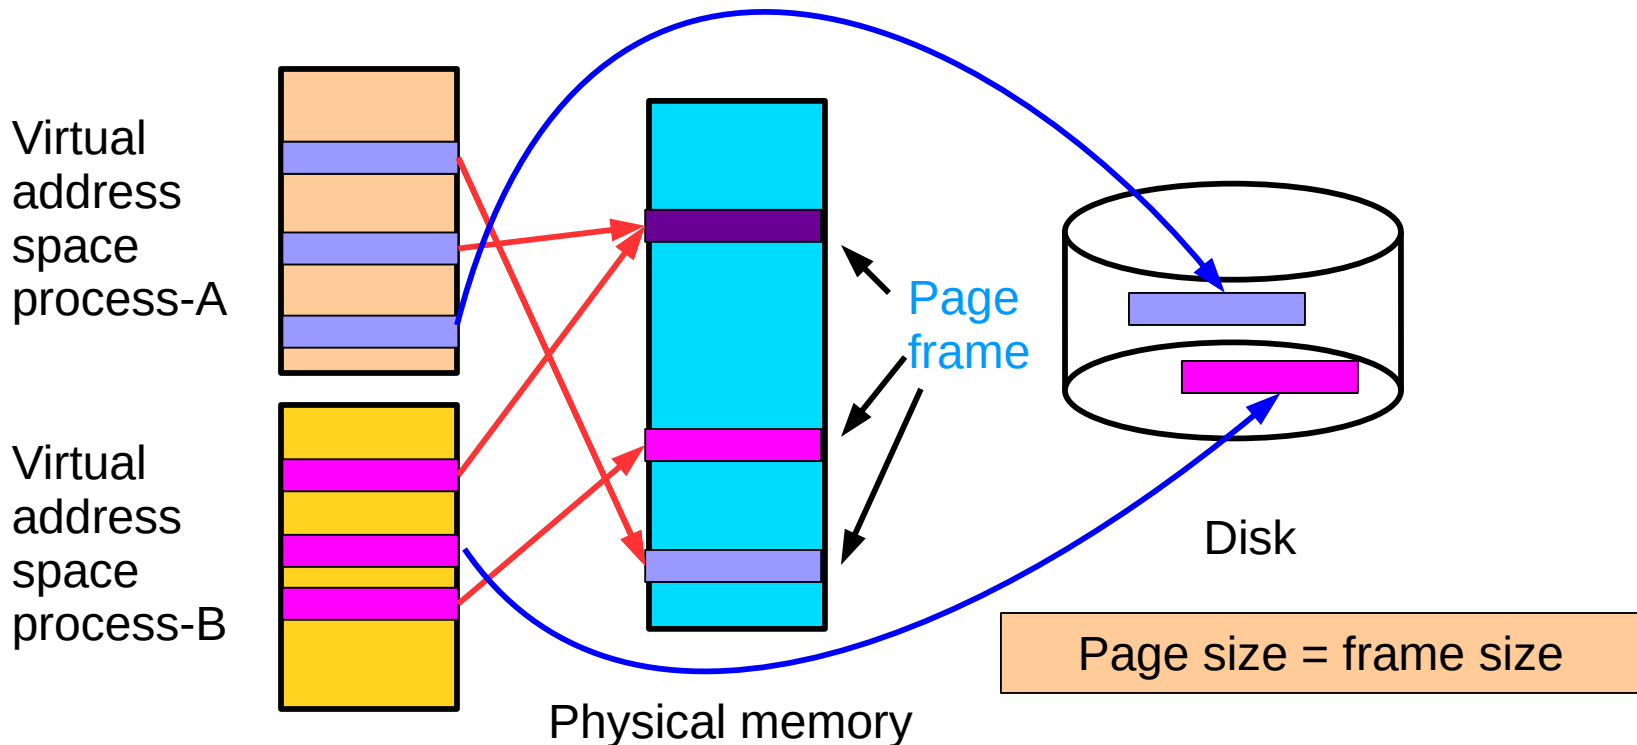 Virtual
address
space
process-A
Virtual
address
space
process-B
Page
frame
Disk
Page size = frame size
Physical memory